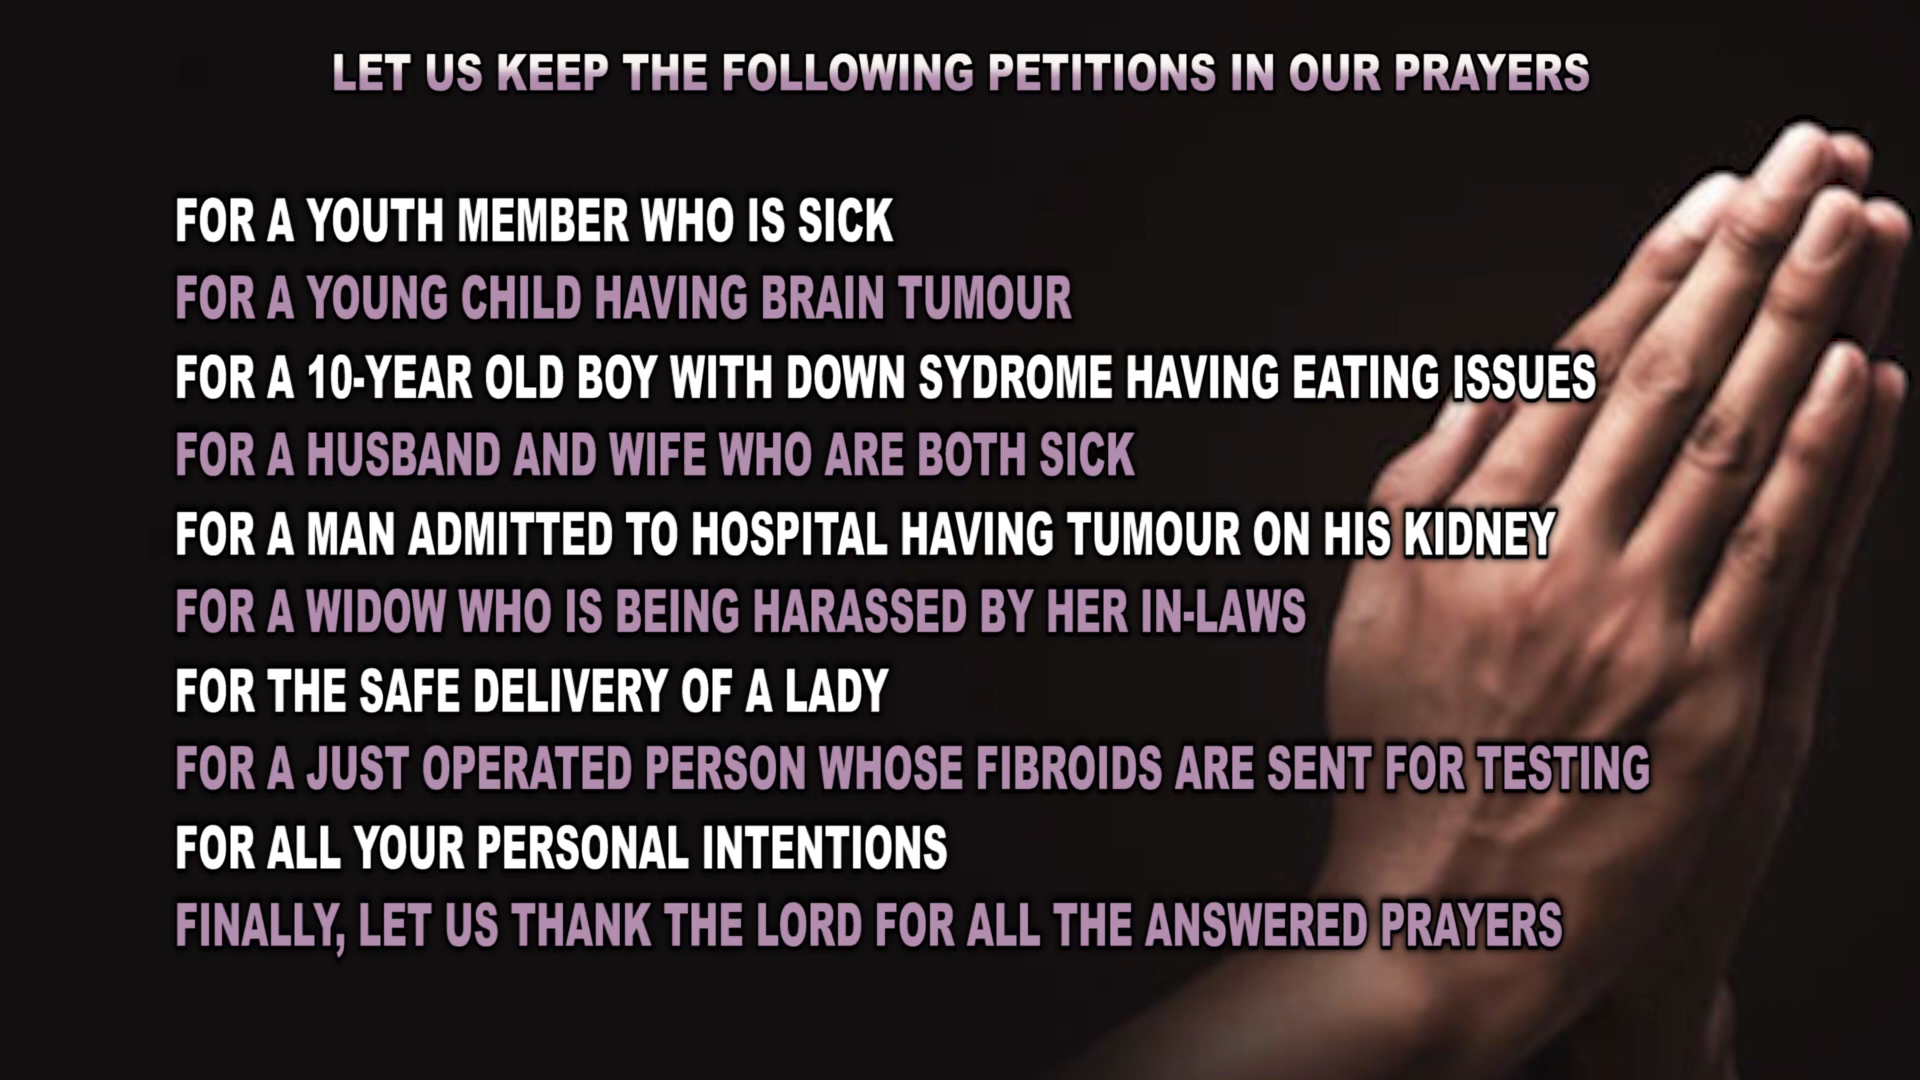 LET US KEEP THE FOLLOWING PETITIONS IN OUR PRAYERS
FOR A YOUTH MEMBER WHO IS SICK
FOR A YOUNG CHILD HAVING BRAIN TUMOUR
FOR A 10-YEAR OLD BOY WITH DOWN SYDROME HAVING EATING ISSUES
FOR A HUSBAND AND WIFE WHO ARE BOTH SICK
FOR A MAN ADMITTED TO HOSPITAL HAVING TUMOUR ON HIS KIDNEY
FOR A WIDOW WHO IS BEING HARASSED BY HER IN-LAWS
FOR THE SAFE DELIVERY OF A LADY
FOR A JUST OPERATED PERSON WHOSE FIBROIDS ARE SENT FOR TESTING
FOR ALL YOUR PERSONAL INTENTIONS
FINALLY, LET US THANK THE LORD FOR ALL THE ANSWERED PRAYERS